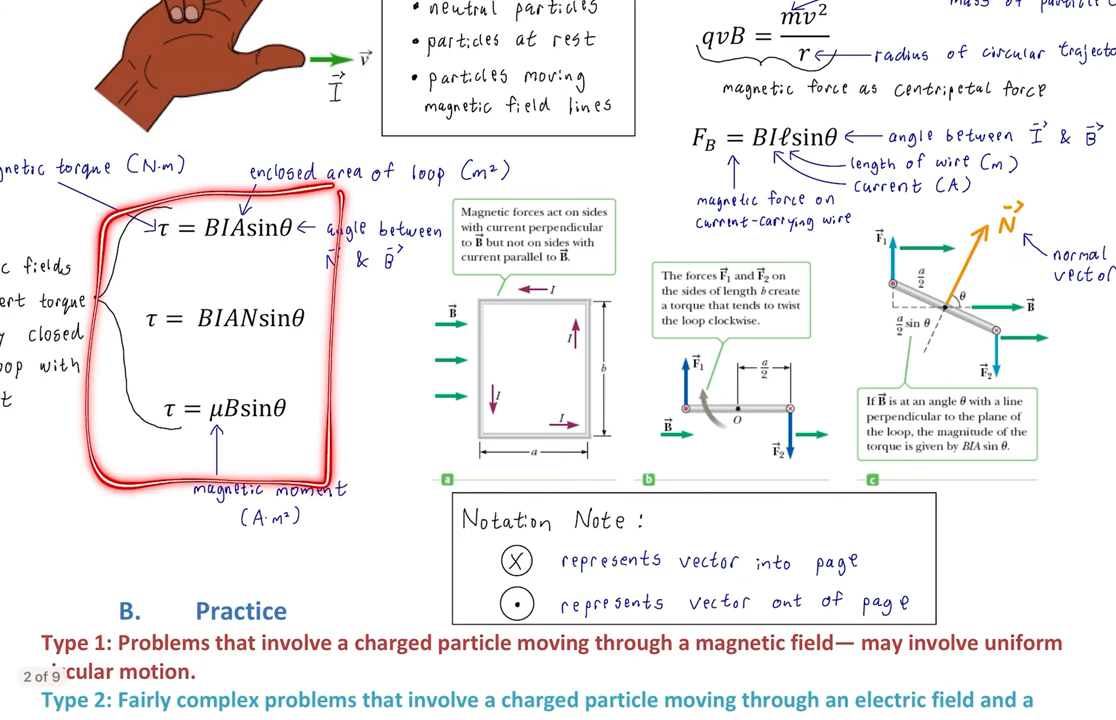 • neutral particles
• particles at rest
• particles moving
magnetic field lines
v
I
qvB = mv² / r
radius of circular
magnetic force as centripetal force
F_B = BIℓsinθ
angle between I & B
length of wire (m)
current (A)
magnetic force on
current-carrying wire
torque (N·m)
enclosed area of loop (m²)
τ = BIAsinθ
angle between
N & B
fields
torque
closed
with
τ = BIANsinθ
τ = μBsinθ
magnetic moment
(A·m²)
Magnetic forces act on sides
with current perpendicular
to B but not on sides with
current parallel to B.
I
B
I
b
I
I
a
a
The forces F₁ and F₂ on
the sides of length b create
a torque that tends to twist
the loop clockwise.
F₁
a/2
O
B
F₂
b
N
normal
vector
F₁
a/2
θ
B
a/2 sin θ
F₂
If B is at an angle θ with a line
perpendicular to the plane of
the loop, the magnitude of the
torque is given by BIA sin θ.
c
Notation Note:
X represents vector into page
• represents vector out of page
B. Practice
Type 1: Problems that involve a charged particle moving through a magnetic field— may involve uniform
2 of 9 cular motion.
Type 2: Fairly complex problems that involve a charged particle moving through an electric field and a